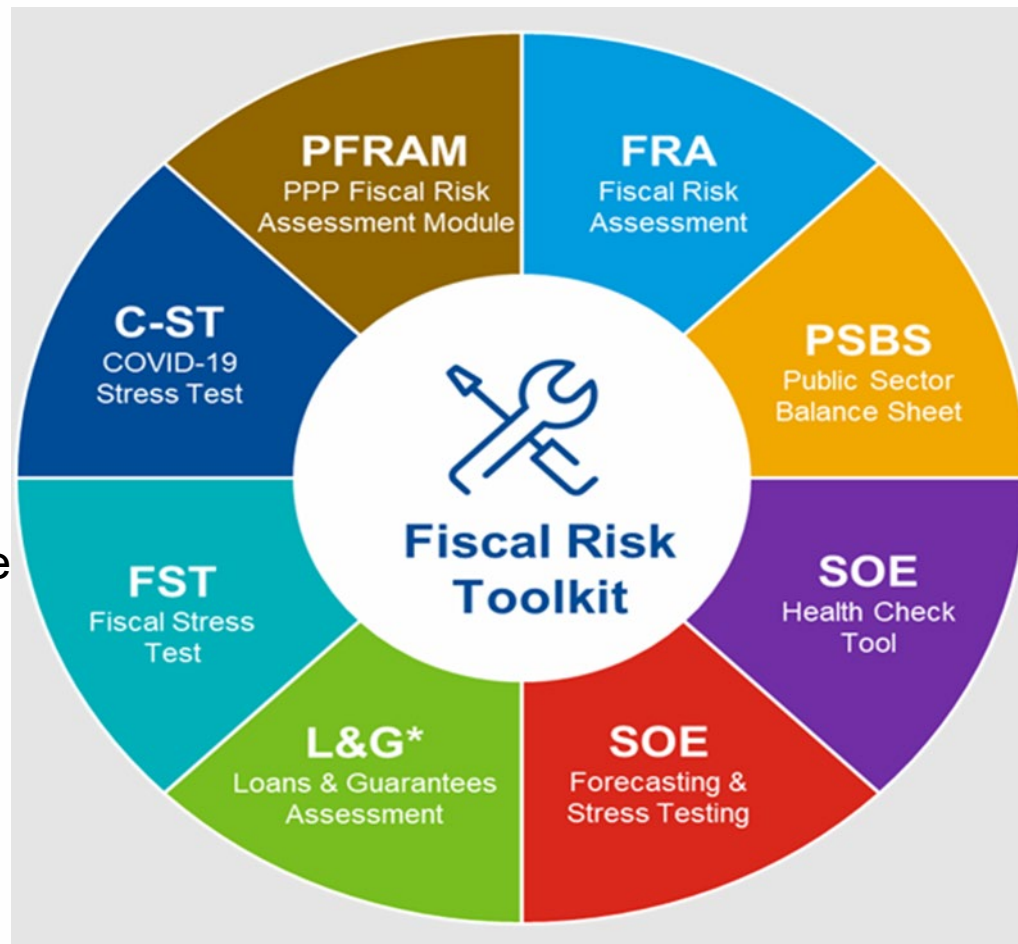 PFRAM
PPP Fiscal Risk
Assessment Module
FRA
Fiscal Risk
Assessment
PSBS
Public Sector
Balance Sheet
SOE
Health Check
Tool
SOE
Forecasting &
Stress Testing
L&G*
Loans & Guarantees
Assessment
FST
Fiscal Stress
Test
C-ST
COVID-19
Stress Test
Fiscal Risk
Toolkit
e